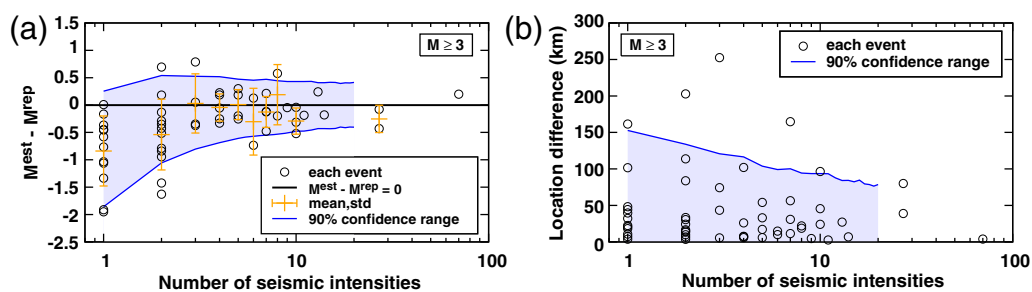 (a)
1.5
1
0.5
0
-0.5
-1
-1.5
-2
-2.5
Mest - Mrep
M ≥ 3
each event
Mest - Mrep = 0
mean,std
90% confidence range
1
10
100
Number of seismic intensities
(b)
300
250
200
150
100
50
0
Location difference (km)
M ≥ 3
each event
90% confidence range
1
10
100
Number of seismic intensities